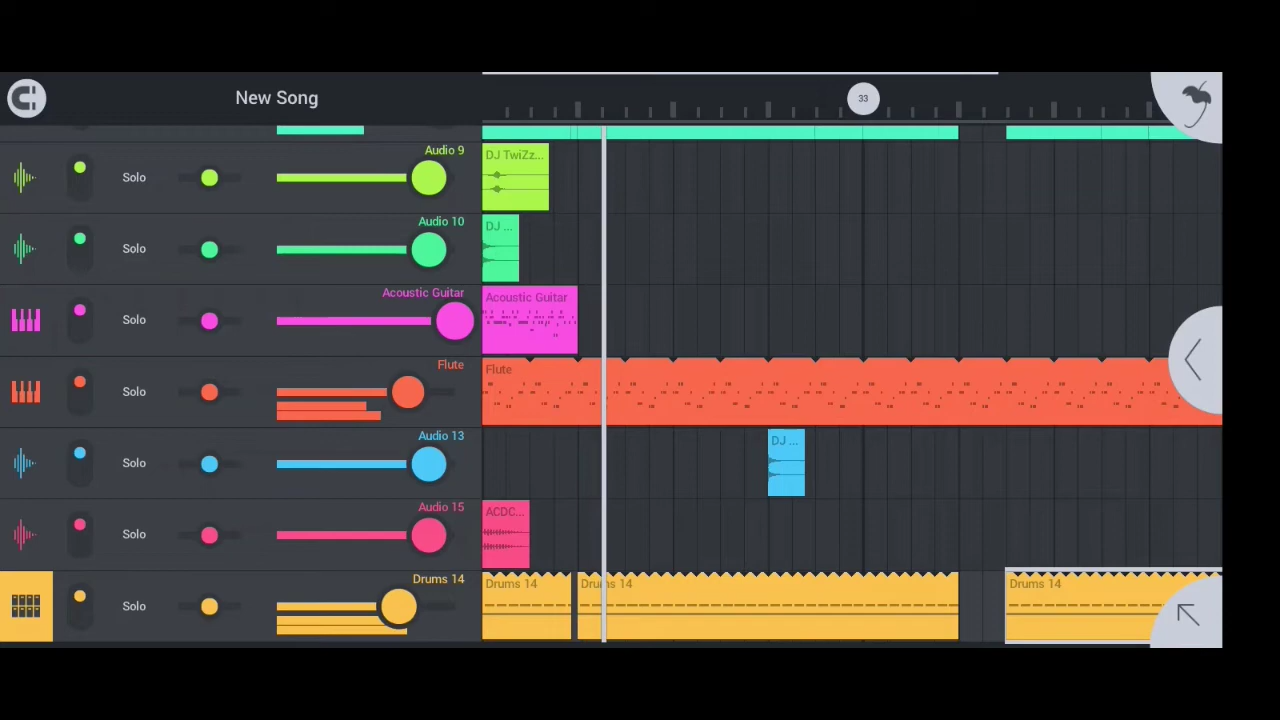 New Song
33
Audio 9
Solo
DJ TwiZz...
Audio 10
Solo
DJ ...
Acoustic Guitar
Solo
Acoustic Guitar
Flute
Solo
Flute
Audio 13
Solo
DJ ...
Audio 15
Solo
ACDC...
Drums 14
Solo
Drums 14
Drums 14
Drums 14